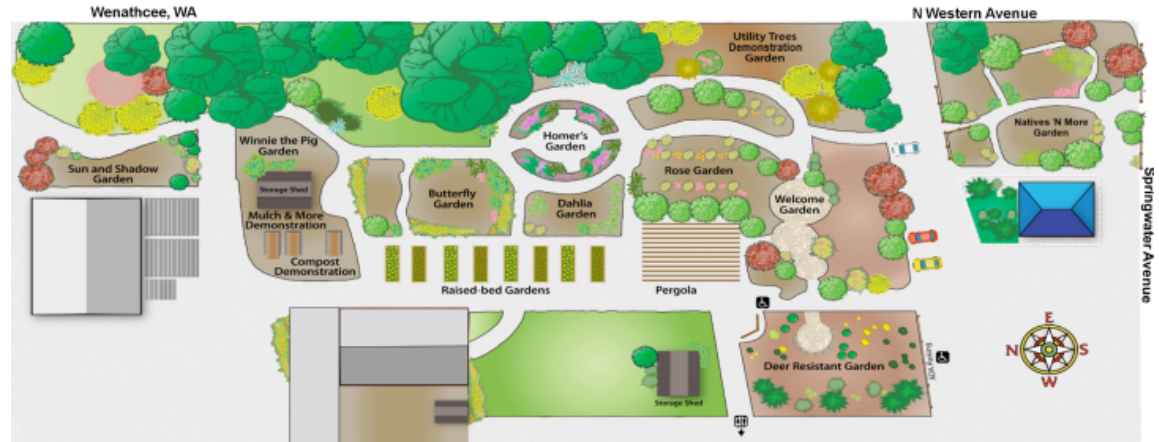 Wenathcee, WA
N Western Avenue
Utility Trees
Demonstration
Garden
Homer's
Garden
Natives 'N More
Garden
Winnie the Pig
Garden
Sun and Shadow
Garden
Storage Shed
Butterfly
Garden
Rose Garden
Dahlia
Garden
Welcome
Garden
Mulch & More
Demonstration
Compost
Demonstration
Raised-bed Gardens
Pergola
Springwater Avenue
Deer Resistant Garden
ADA Parking
Storage Shed
E
N
S
W